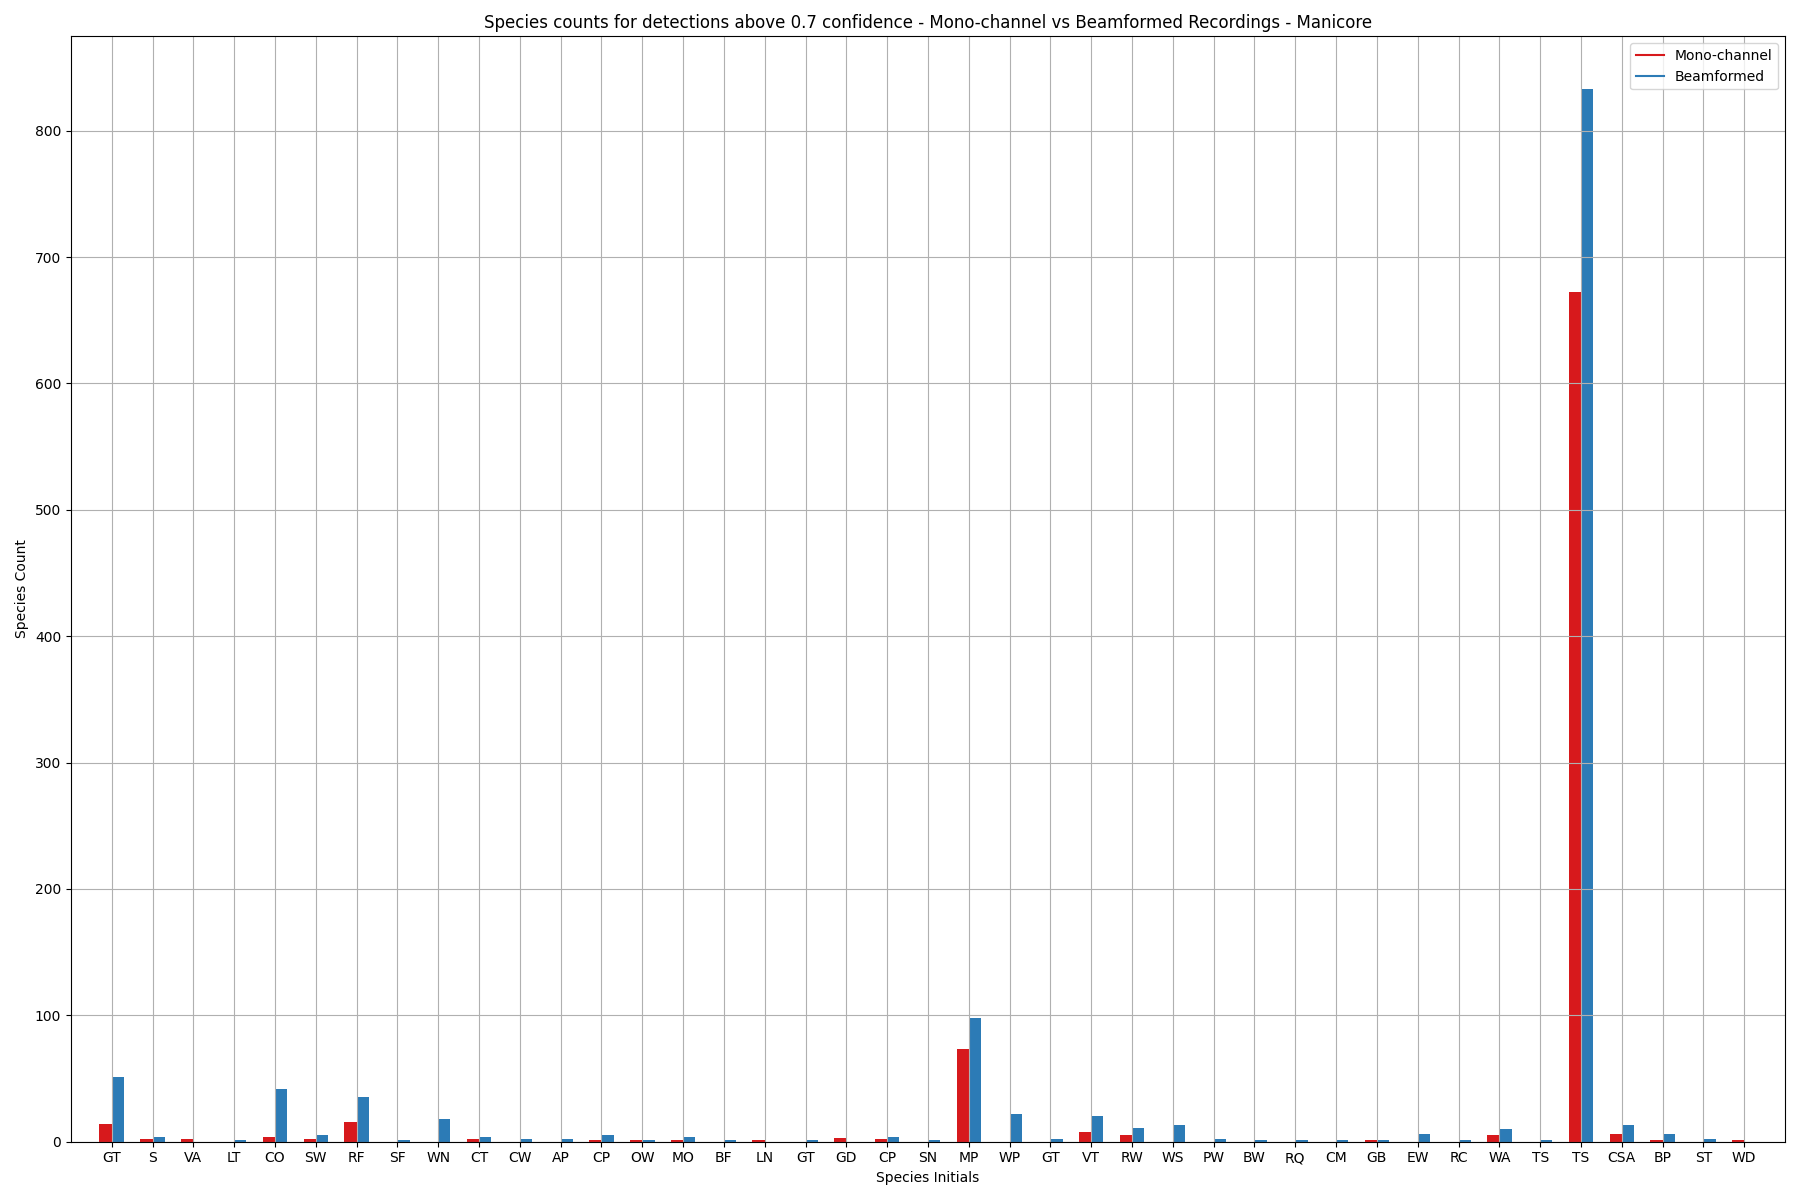 Species counts for detections above 0.7 confidence - Mono-channel vs Beamformed Recordings - Manicore
Mono-channel
Beamformed
800
700
600
500
400
300
200
100
0
Species Count
GT S VA LT CO SW RF SF WN CT CW AP CP OW MO BF LN GT GD CP SN MP WP GT VT RW WS PW BW RQ CM GB EW RC WA TS TS CSA BP ST WD
Species Initials